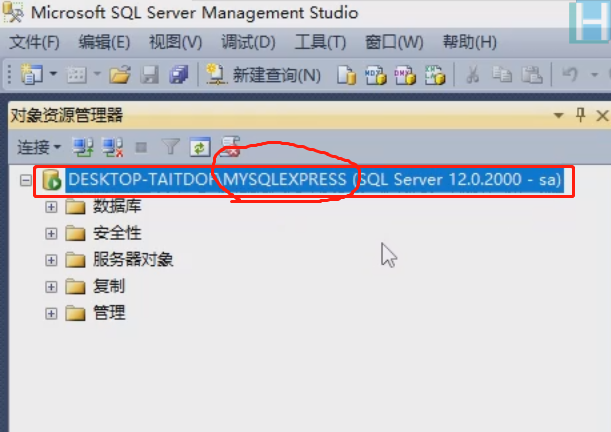 Microsoft SQL Server Management Studio
文件(F) 编辑(E) 视图(V) 调试(D) 工具(T) 窗口(W) 帮助(H)
新建查询(N)
对象资源管理器
连接
MYSQLEXPRESS (SQL Server 12.0.2000 - sa)
数据库
安全性
服务器对象
复制
管理